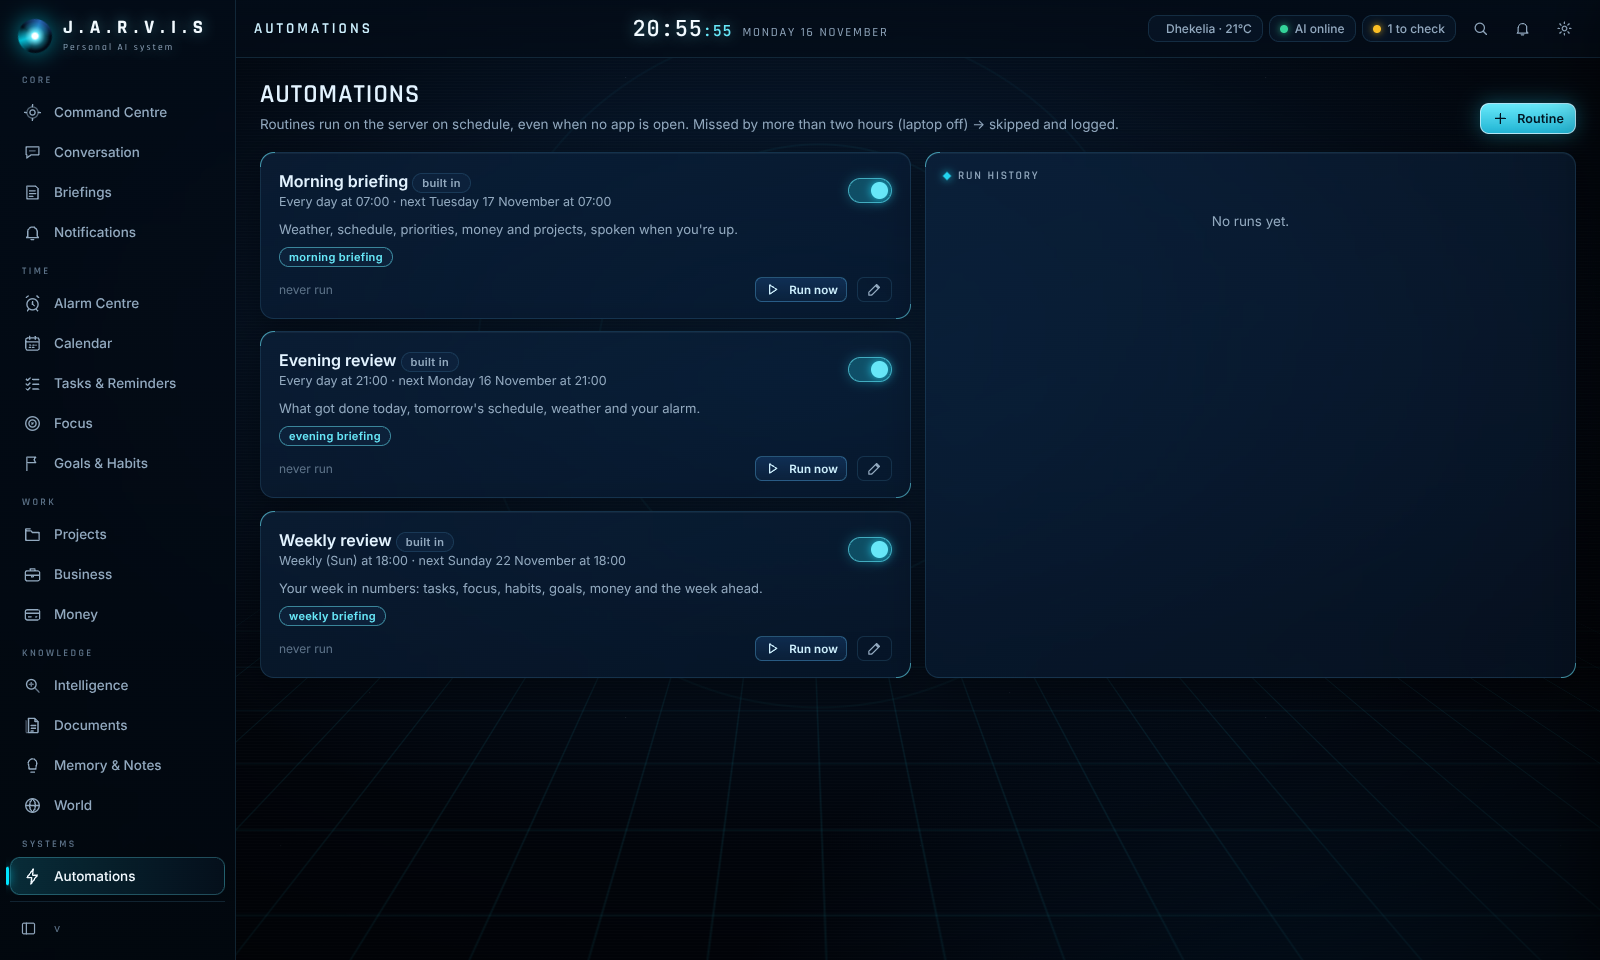 J.A.R.V.I.S
Personal AI system
CORE
Command Centre
Conversation
Briefings
Notifications
TIME
Alarm Centre
Calendar
Tasks & Reminders
Focus
Goals & Habits
WORK
Projects
Business
Money
KNOWLEDGE
Intelligence
Documents
Memory & Notes
World
SYSTEMS
Automations
v
AUTOMATIONS
20:55:55 MONDAY 16 NOVEMBER
Dhekelia · 21°C
AI online
1 to check
AUTOMATIONS
Routines run on the server on schedule, even when no app is open. Missed by more than two hours (laptop off) → skipped and logged.
Routine
Morning briefing built in
Every day at 07:00 · next Tuesday 17 November at 07:00
Weather, schedule, priorities, money and projects, spoken when you're up.
morning briefing
never run
Run now
Evening review built in
Every day at 21:00 · next Monday 16 November at 21:00
What got done today, tomorrow's schedule, weather and your alarm.
evening briefing
never run
Run now
Weekly review built in
Weekly (Sun) at 18:00 · next Sunday 22 November at 18:00
Your week in numbers: tasks, focus, habits, goals, money and the week ahead.
weekly briefing
never run
Run now
RUN HISTORY
No runs yet.